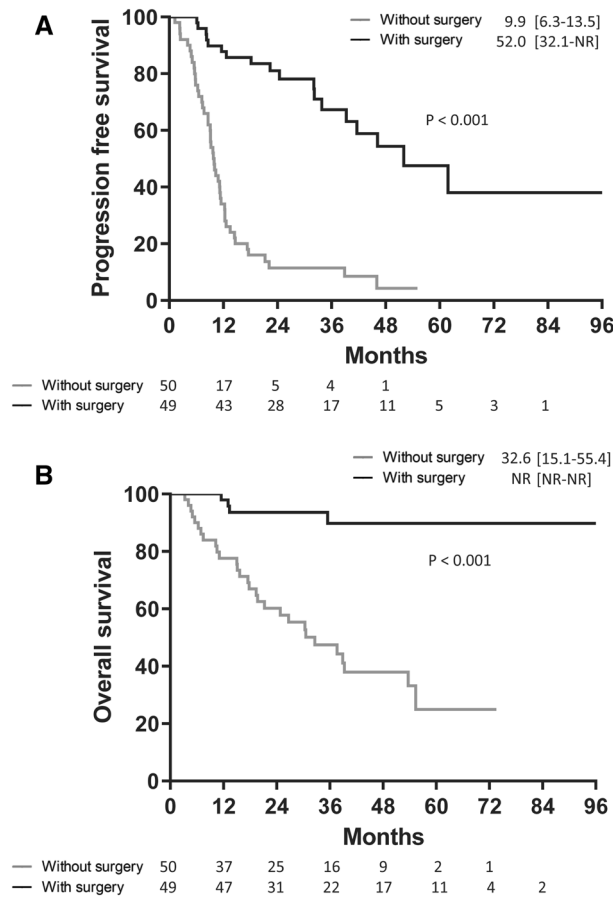 A
Without surgery 9.9 [6.3-13.5]
With surgery 52.0 [32.1-NR]
P < 0.001
Progression free survival
100
80
60
40
20
0
0 12 24 36 48 60 72 84 96
Months
Without surgery 50 17 5 4 1
With surgery 49 43 28 17 11 5 3 1
B
Without surgery 32.6 [15.1-55.4]
With surgery NR [NR-NR]
P < 0.001
Overall survival
100
80
60
40
20
0
0 12 24 36 48 60 72 84 96
Months
Without surgery 50 37 25 16 9 2 1
With surgery 49 47 31 22 17 11 4 2